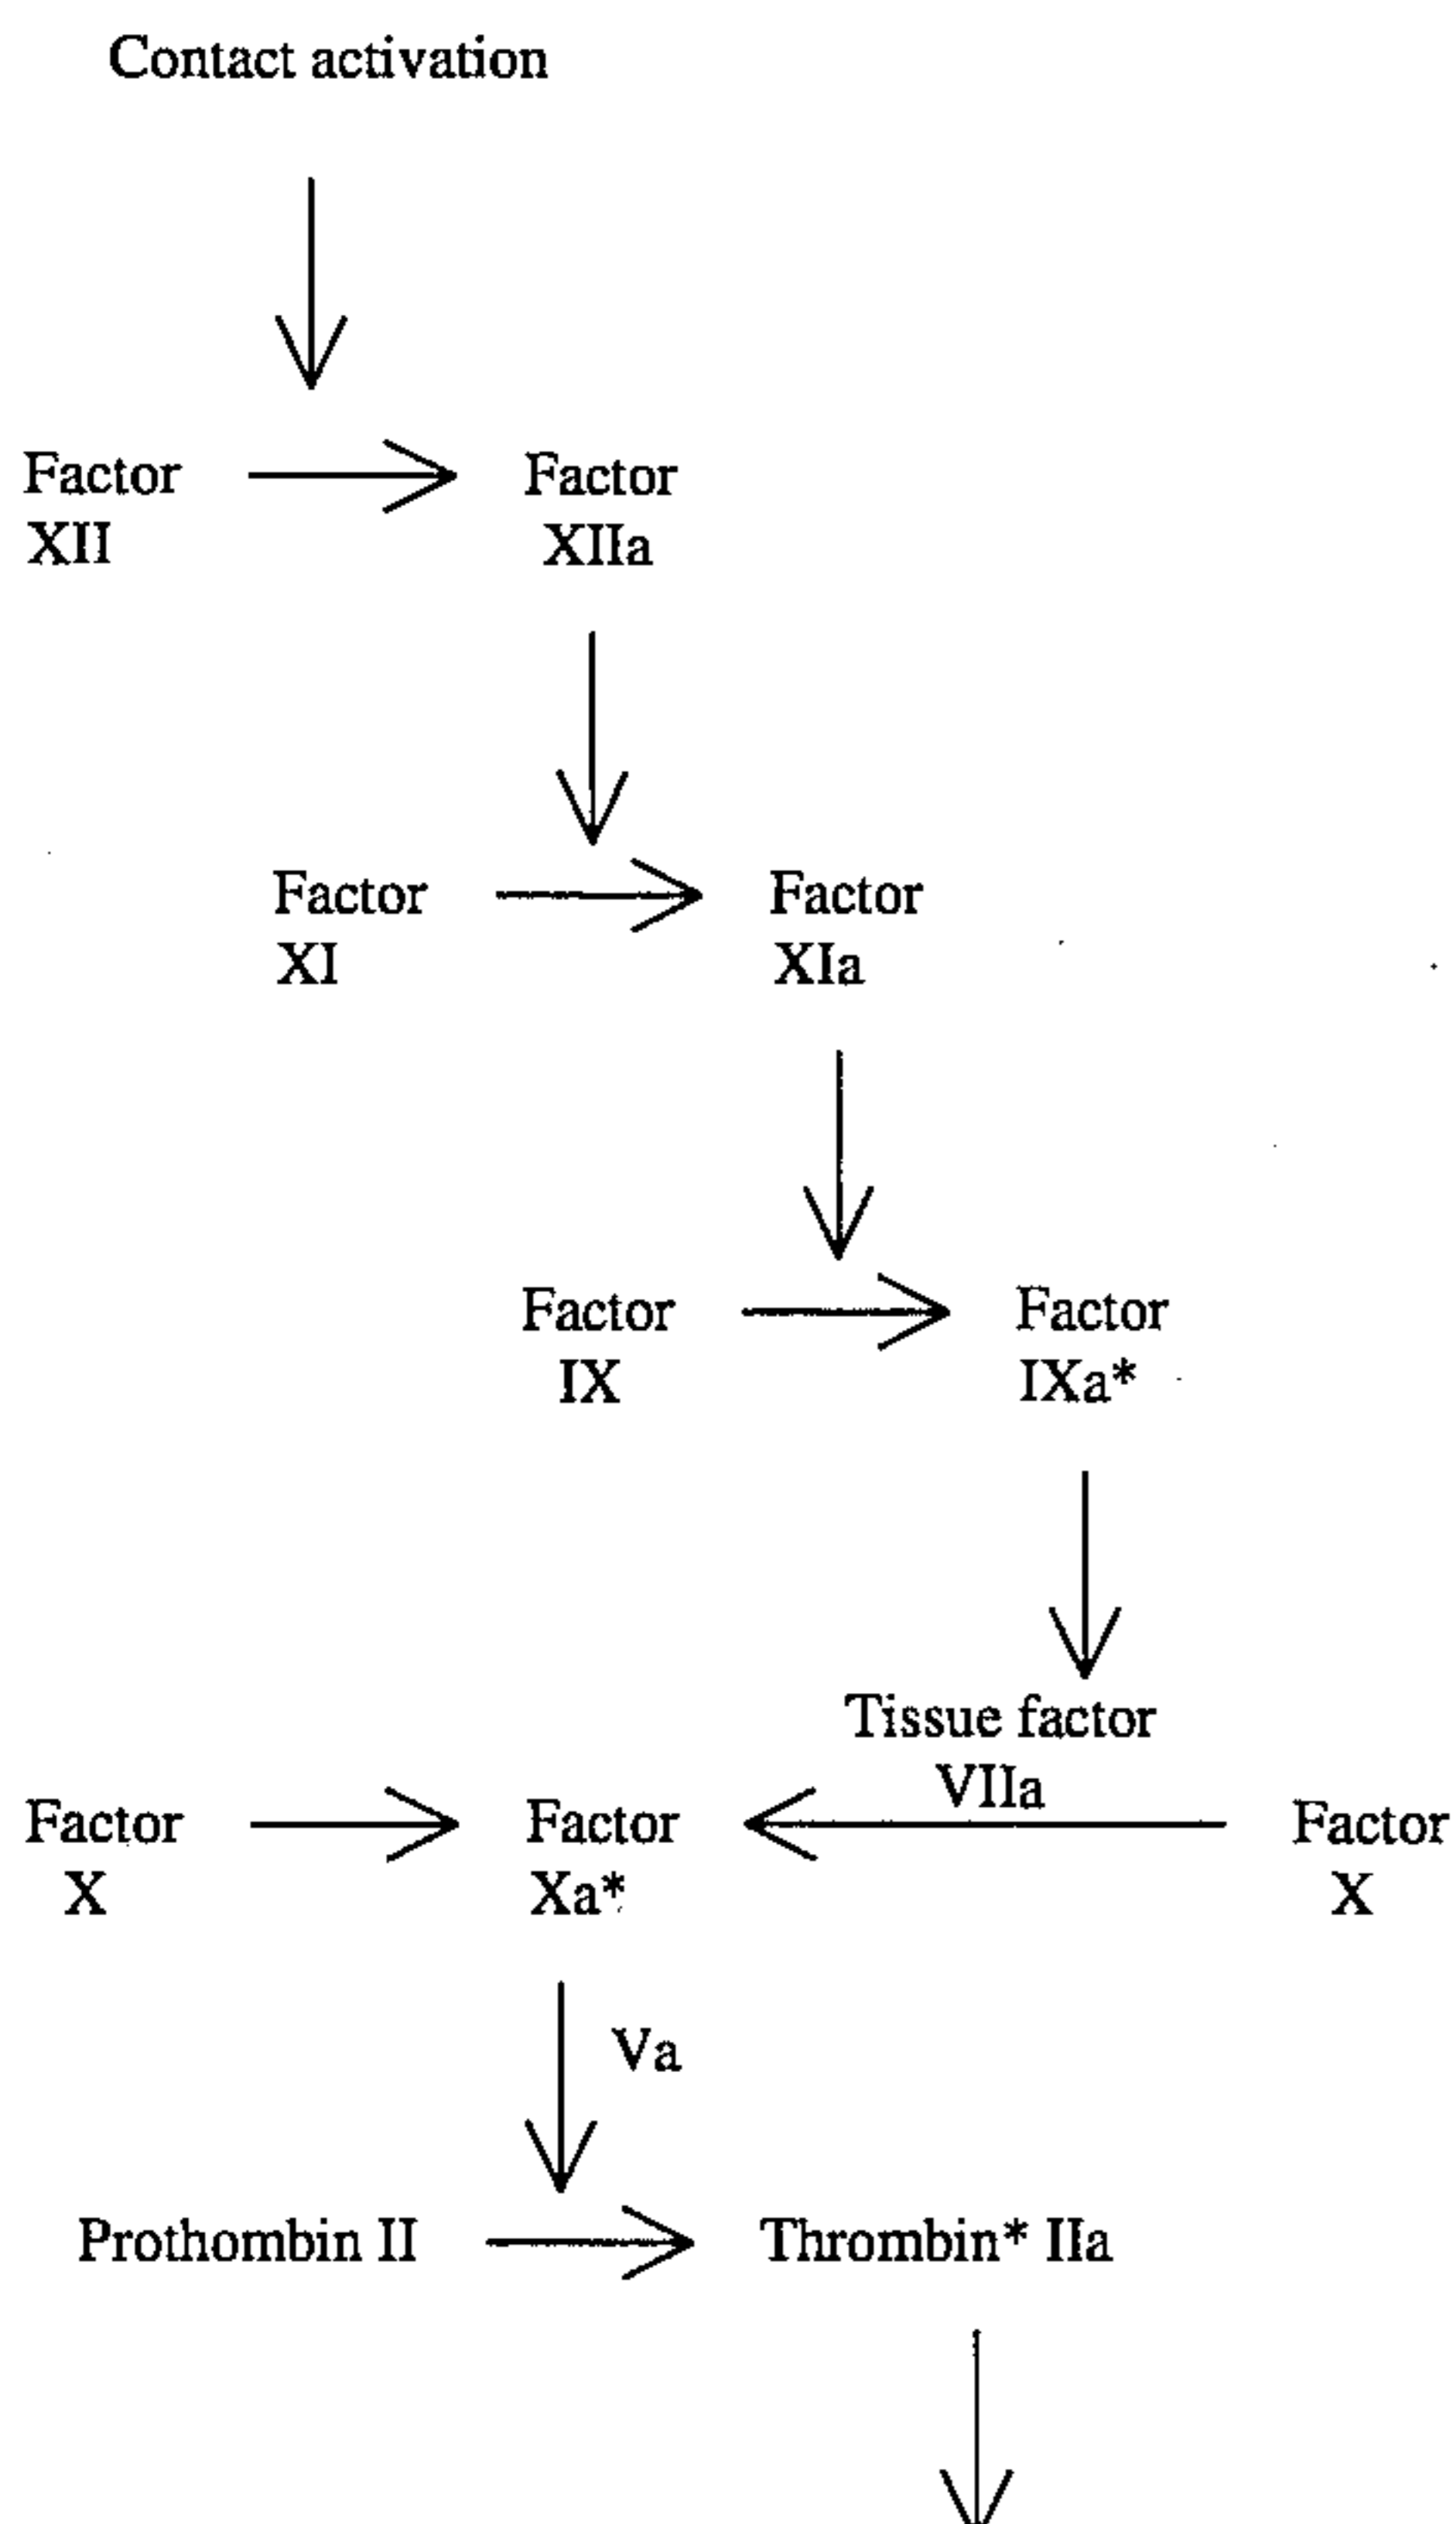 Contact activation
Factor
XII
Factor
XIIa
Factor
XI
Factor
XIa
Factor
IX
Factor
IXa*
Tissue factor
VIIa
Factor
X
Factor
Xa*
Factor
X
Va
Prothombin II
Thrombin* IIa